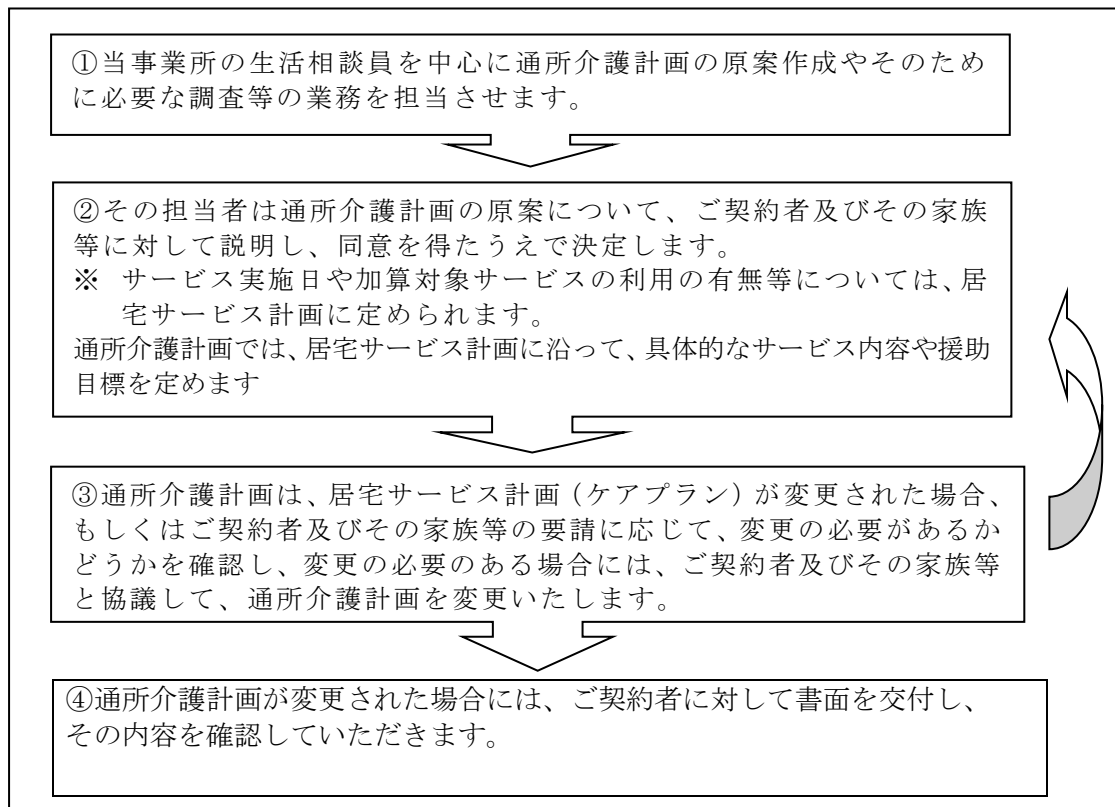 ①当事業所の生活相談員を中心に通所介護計画の原案作成やそのため
に必要な調査等の業務を担当させます。
②その担当者は通所介護計画の原案について、ご契約者及びその家族
等に対して説明し、同意を得たうえで決定します。
※ サービス実施日や加算対象サービスの利用の有無等については、居
宅サービス計画に定められます。
通所介護計画では、居宅サービス計画に沿って、具体的なサービス内容や援助
目標を定めます
③通所介護計画は、居宅サービス計画（ケアプラン）が変更された場合、
もしくはご契約者及びその家族等の要請に応じて、変更の必要があるか
どうかを確認し、変更の必要のある場合には、ご契約者及びその家族等
と協議して、通所介護計画を変更いたします。
④通所介護計画が変更された場合には、ご契約者に対して書面を交付し、
その内容を確認していただきます。